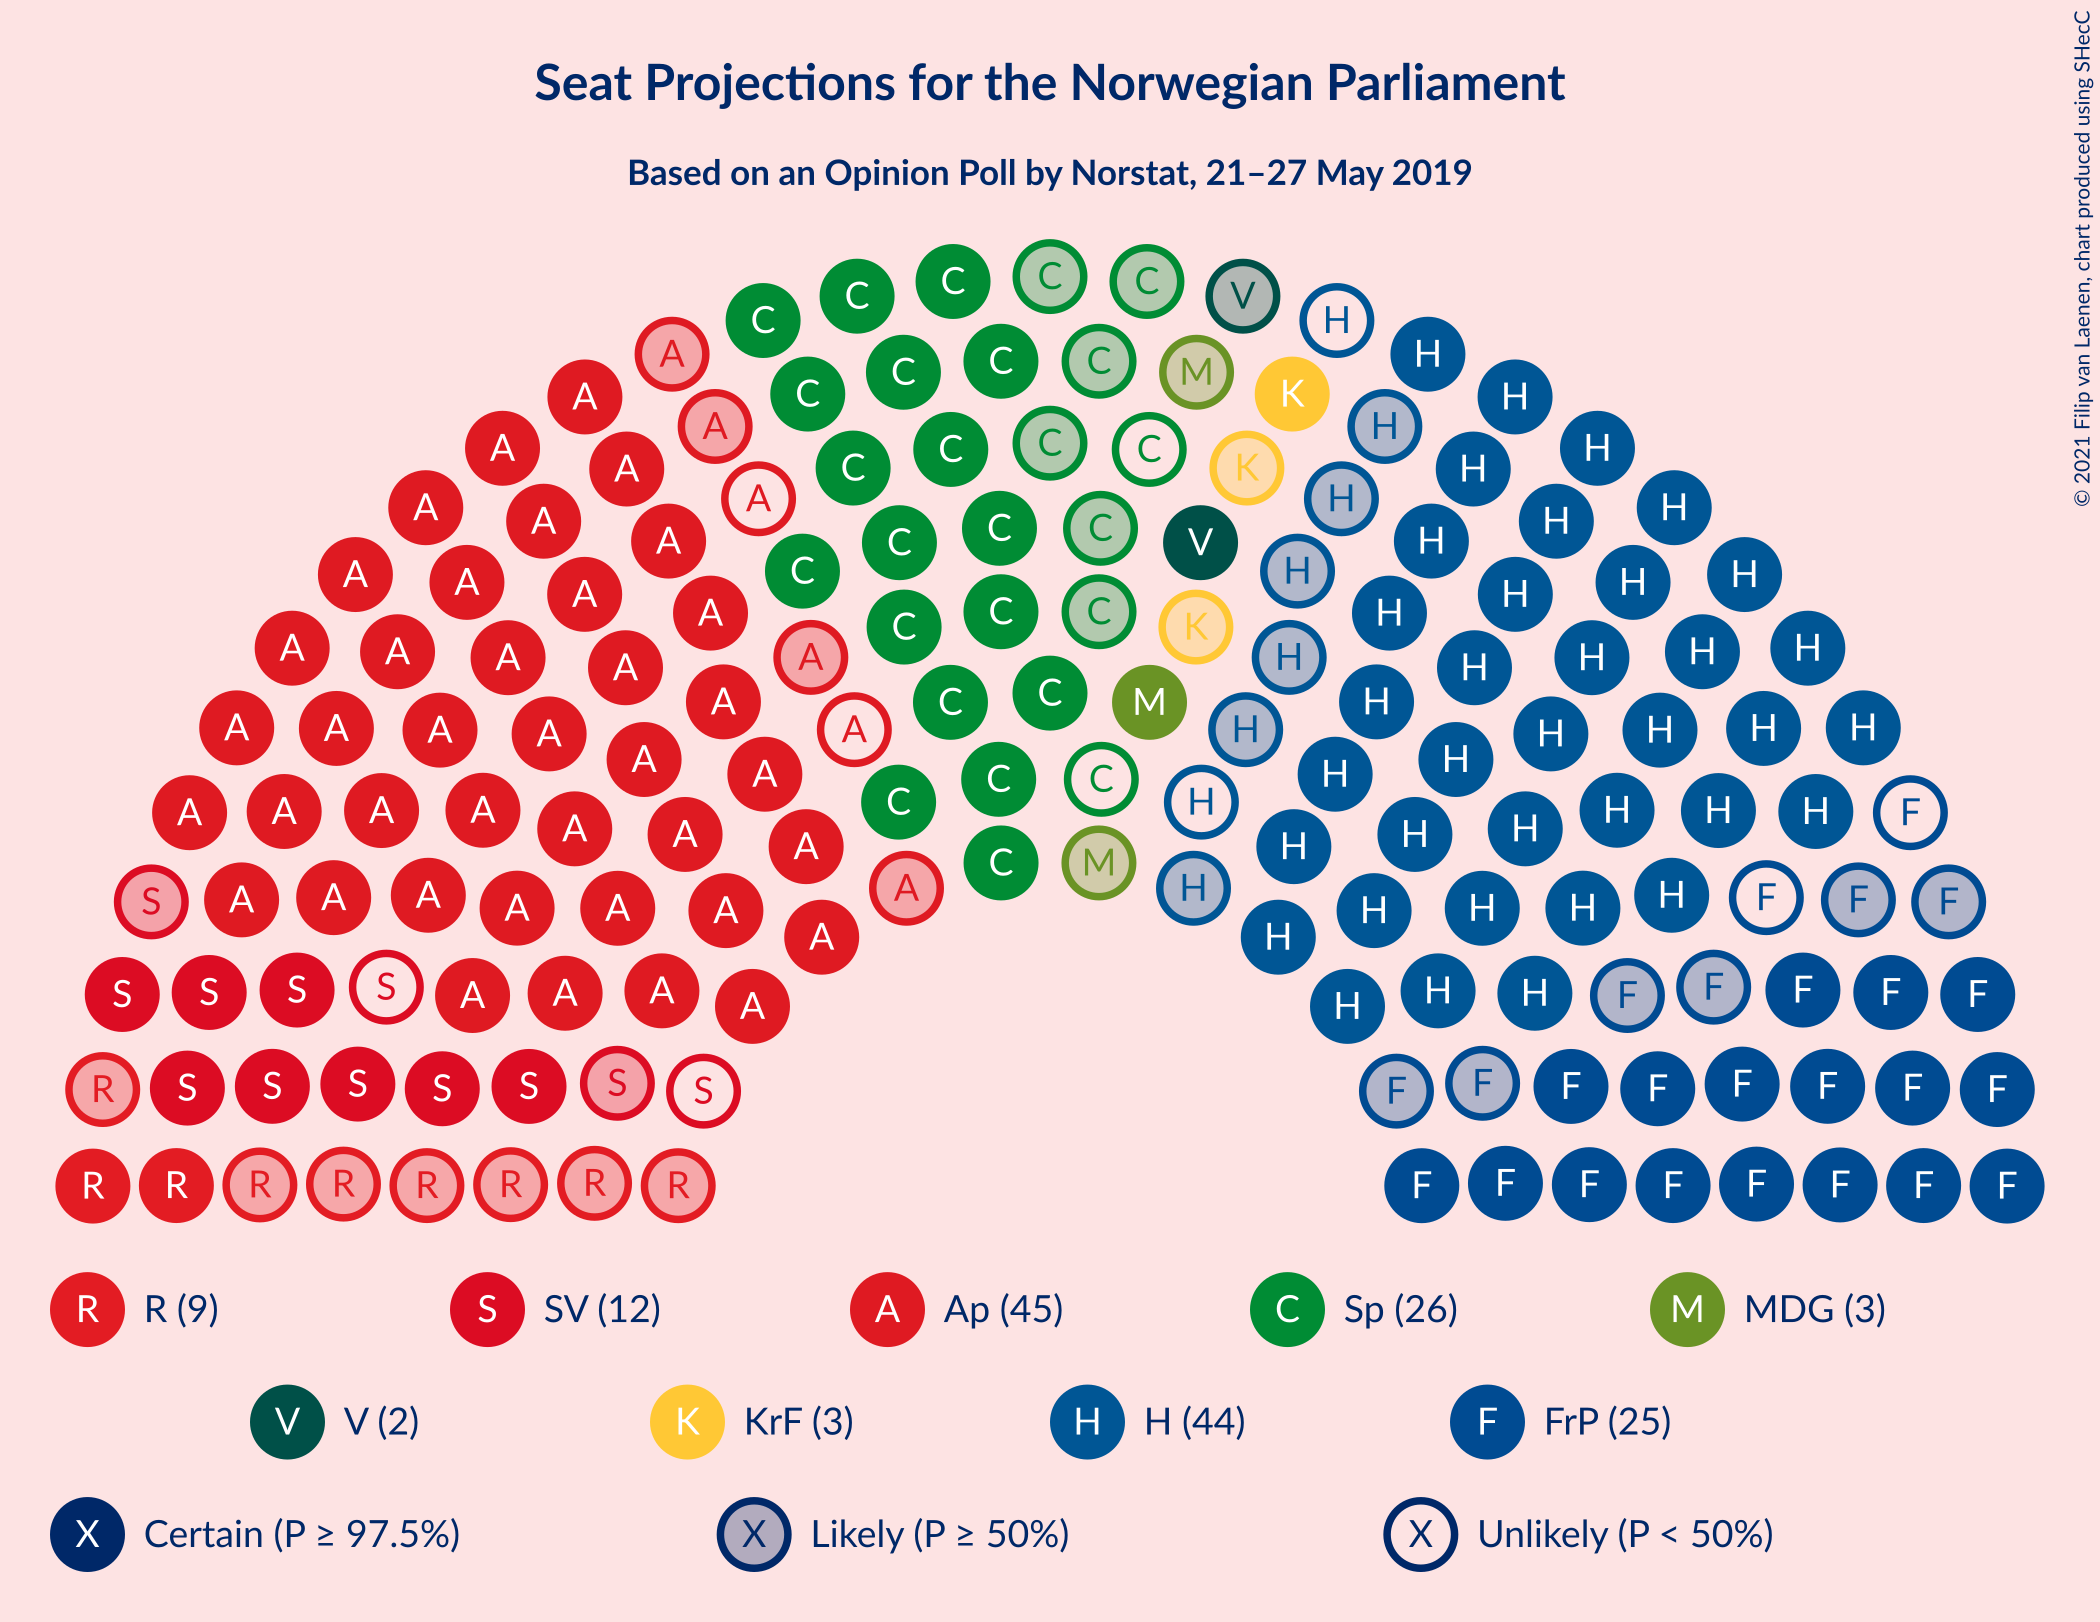 Seat Projections for the Norwegian Parliament
Based on an Opinion Poll by Norstat, 21–27 May 2019
© 2021 Filip van Laenen, chart produced using SHecC
C C C C C V H
A C C C C M K H H
A A C C C C K H H H
A A A C C C C V H H H H
A A A A C C C K H H H H H
A A A A A C C M H H H H H H
A A A A A A C C C H H H H H H H
A A A A A A A A C M H H H H H H H F
S A A A A A A A H H H H H F F F
S S S S A A A A H H H F F F F F
R S S S S S S S F F F F F F F F
R R R R R R R R F F F F F F F F
R R (9) S SV (12) A Ap (45) C Sp (26) M MDG (3)
V V (2) K KrF (3) H H (44) F FrP (25)
X Certain (P ≥ 97.5%) X Likely (P ≥ 50%) X Unlikely (P < 50%)